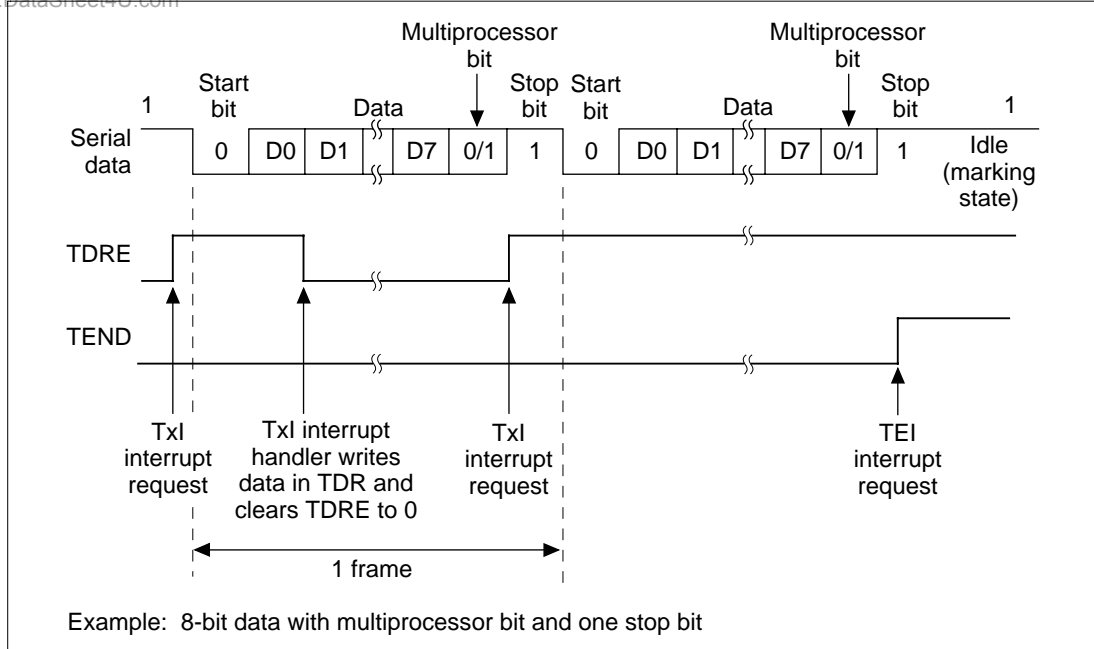 DataSheet4U.com
Multiprocessor bit
Multiprocessor bit
1 Start bit Data Stop bit Start bit Data Stop bit 1
Serial data 0 D0 D1 D7 0/1 1 0 D0 D1 D7 0/1 1 Idle (marking state)
TDRE
TEND
TxI interrupt request
TxI interrupt handler writes data in TDR and clears TDRE to 0
TxI interrupt request
TEI interrupt request
1 frame
Example: 8-bit data with multiprocessor bit and one stop bit